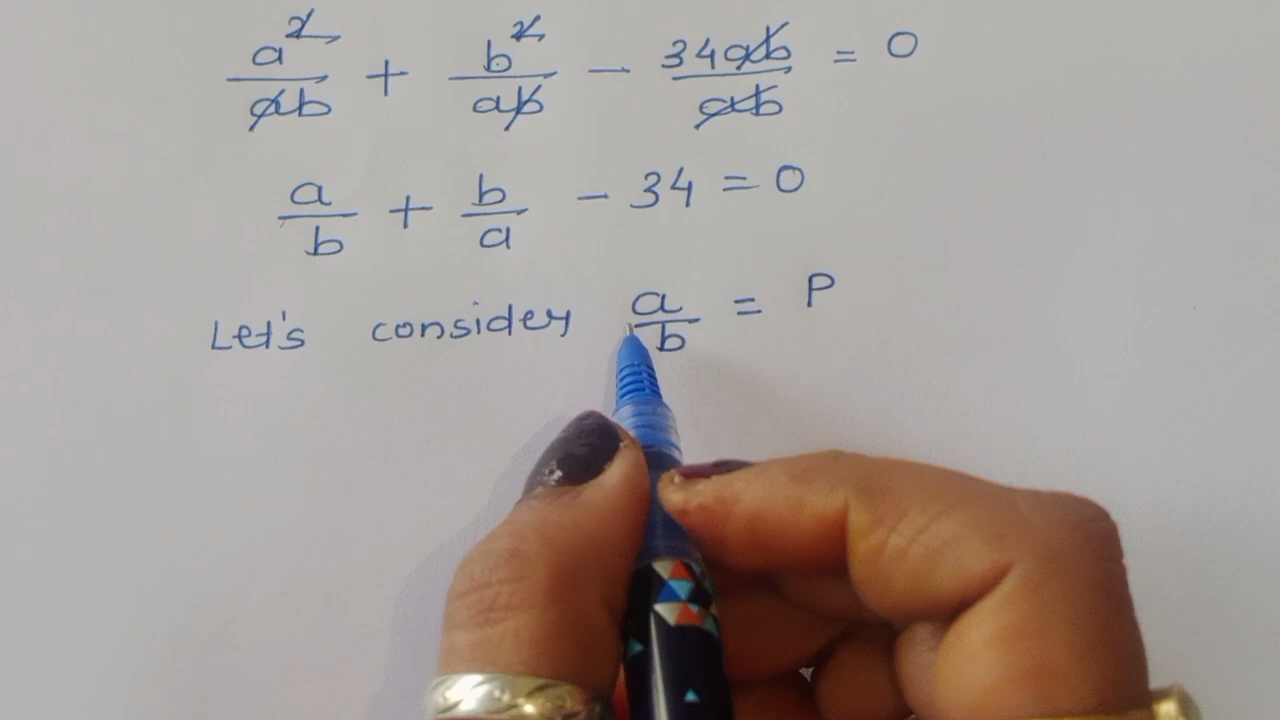 a²/ab + b²/ab - 34ab/ab = 0
a/b + b/a - 34 = 0
Let's consider a/b = P